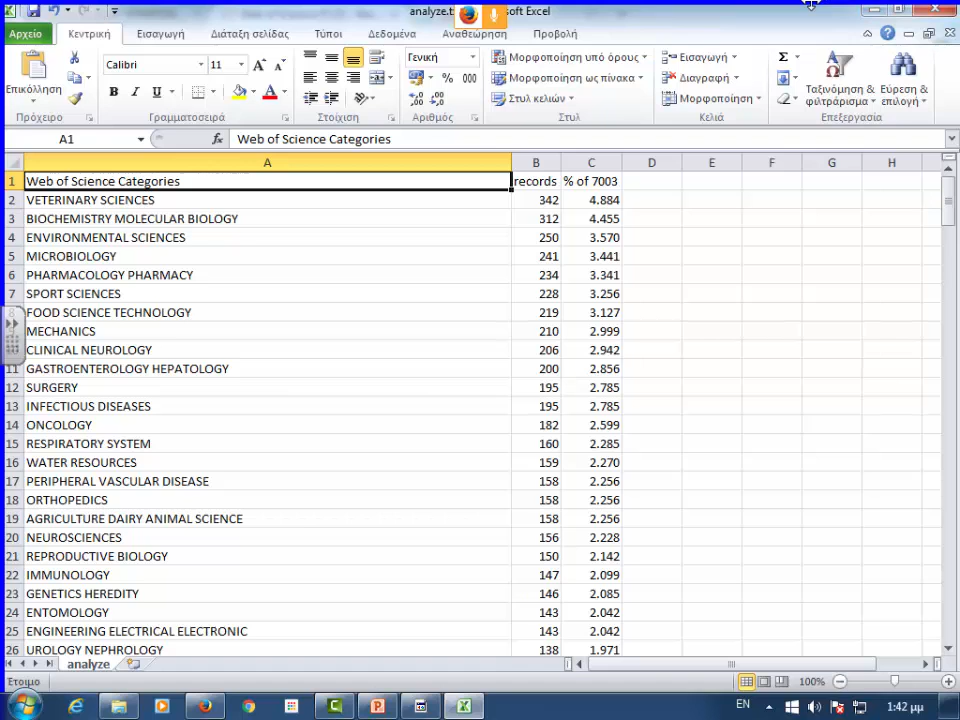 analyze.t
soft Excel
Αρχείο Κεντρική Εισαγωγή Διάταξη σελίδας Τύποι Δεδομένα Αναθεώρηση Προβολή
Επικόλληση
Πρόχειρο
Calibri 11
B I U
Γραμματοσειρά
Στοίχιση
Γενική
% 000
Αριθμός
Μορφοποίηση υπό όρους
Μορφοποίηση ως πίνακα
Στυλ κελιών
Στυλ
Εισαγωγή
Διαγραφή
Μορφοποίηση
Κελιά
Ταξινόμηση & φιλτράρισμα
Εύρεση & επιλογή
Επεξεργασία
A1 fx Web of Science Categories
A B C D E F G H
1 Web of Science Categories records % of 7003
2 VETERINARY SCIENCES 342 4.884
3 BIOCHEMISTRY MOLECULAR BIOLOGY 312 4.455
4 ENVIRONMENTAL SCIENCES 250 3.570
5 MICROBIOLOGY 241 3.441
6 PHARMACOLOGY PHARMACY 234 3.341
7 SPORT SCIENCES 228 3.256
8 FOOD SCIENCE TECHNOLOGY 219 3.127
MECHANICS 210 2.999
CLINICAL NEUROLOGY 206 2.942
11 GASTROENTEROLOGY HEPATOLOGY 200 2.856
12 SURGERY 195 2.785
13 INFECTIOUS DISEASES 195 2.785
14 ONCOLOGY 182 2.599
15 RESPIRATORY SYSTEM 160 2.285
16 WATER RESOURCES 159 2.270
17 PERIPHERAL VASCULAR DISEASE 158 2.256
18 ORTHOPEDICS 158 2.256
19 AGRICULTURE DAIRY ANIMAL SCIENCE 158 2.256
20 NEUROSCIENCES 156 2.228
21 REPRODUCTIVE BIOLOGY 150 2.142
22 IMMUNOLOGY 147 2.099
23 GENETICS HEREDITY 146 2.085
24 ENTOMOLOGY 143 2.042
25 ENGINEERING ELECTRICAL ELECTRONIC 143 2.042
26 UROLOGY NEPHROLOGY 138 1.971
analyze
Έτοιμο 100%
EN 1:42 μμ